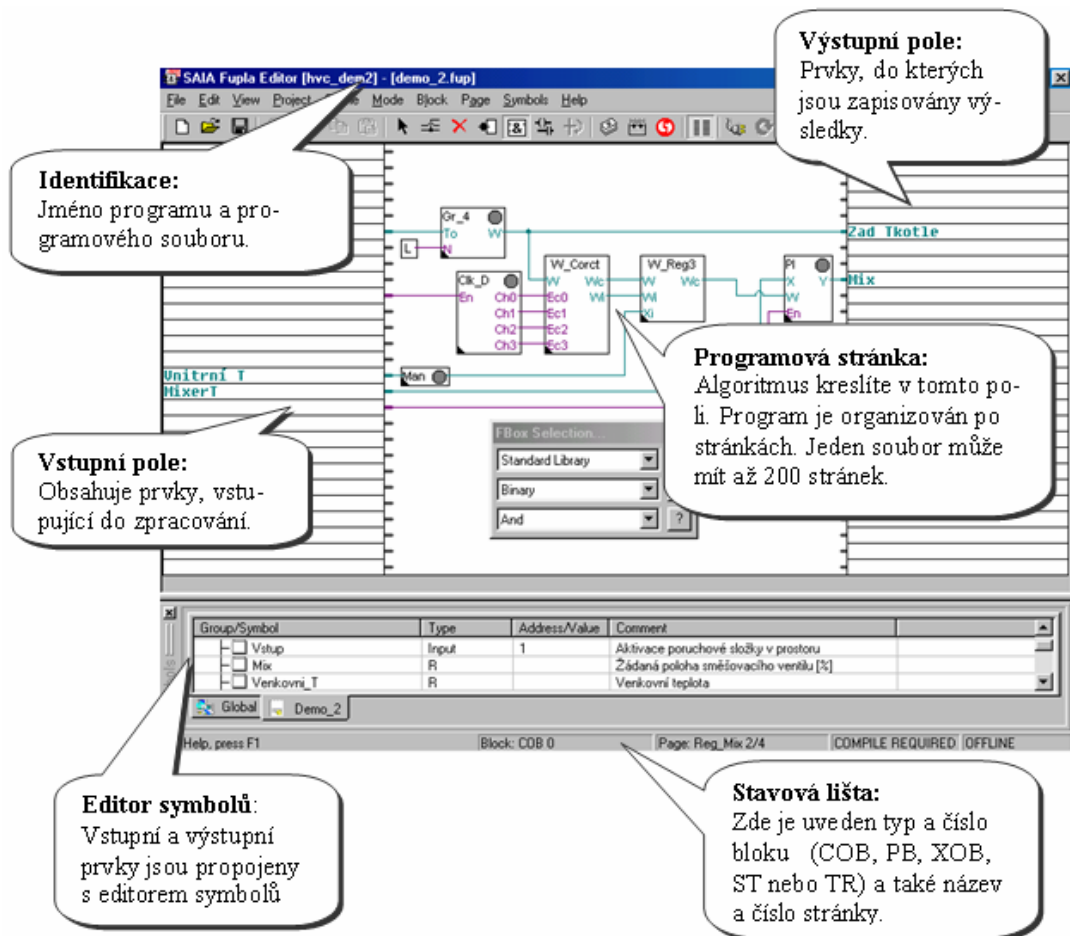 Výstupní pole:
Prvky, do kterých
jsou zapisovány vý-
sledky.
SAIA Fupla Editor [hvc_dem2] - [demo_2.fup]
File Edit View Project Mode Block Page Symbols Help
Identifikace:
Jméno programu a pro-
gramového souboru.
Gr_4
To W
L
N
Zad Tkotle
W_Corct
W_Reg3
PI
Clk_D
W Wc
W Wc
X Y
Mix
En Ch0
Ec0 Wl
Wl
W
Ch1
Ec1
Xi
En
Ch2
Ec2
Ch3
Ec3
Programová stránka:
Algoritmus kreslíte v tomto po-
li. Program je organizován po
stránkách. Jeden soubor může
mít až 200 stránek.
Vnitrní T
Man
MixerT
Vstupní pole:
Obsahuje prvky, vstu-
pující do zpracování.
FBox Selection...
Standard Library
Binary
And
?
Group/Symbol Type Address/Value Comment
Vstup Input 1 Aktivace poruchové složky v prostoru
Mix R Žádaná poloha směšovacího ventilu [%]
Venkovni_T R Venkovní teplota
Global Demo_2
Help, press F1 Block: COB 0 Page: Reg_Mix 2/4 COMPILE REQUIRED OFFLINE
Editor symbolů:
Vstupní a výstupní
prvky jsou propojeny
s editorem symbolů
Stavová lišta:
Zde je uveden typ a číslo
bloku (COB, PB, XOB,
ST nebo TR) a také název
a číslo stránky.